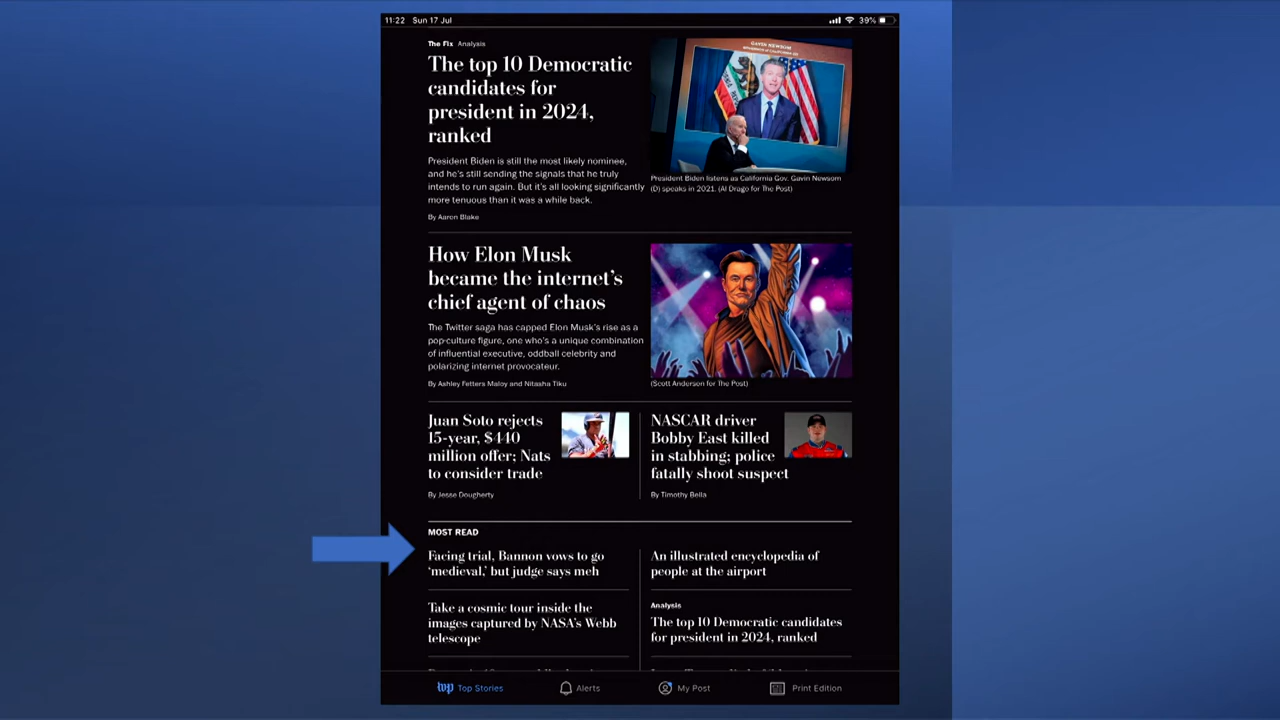 11:22 Sun 17 Jul
39%
The Fix Analysis
The top 10 Democratic
candidates for
president in 2024,
ranked
President Biden is still the most likely nominee,
and he's still sending the signals that he truly
intends to run again. But it's all looking significantly
more tenuous than it was a while back.
By Aaron Blake
GAVIN NEWSOM
President Biden listens as California Gov. Gavin Newsom
(D) speaks in 2021. (Al Drago for The Post)
How Elon Musk
became the internet's
chief agent of chaos
The Twitter saga has capped Elon Musk's rise as a
pop-culture figure, one who's a unique combination
of influential executive, oddball celebrity and
polarizing internet provocateur.
By Ashley Fetters Maloy and Nitasha Tiku
(Scott Anderson for The Post)
Juan Soto rejects
15-year, $440
million offer; Nats
to consider trade
By Jesse Dougherty
NASCAR driver
Bobby East killed
in stabbing; police
fatally shoot suspect
By Timothy Bella
MOST READ
Facing trial, Bannon vows to go
'medieval,' but judge says meh
Take a cosmic tour inside the
images captured by NASA's Webb
telescope
An illustrated encyclopedia of
people at the airport
Analysis
The top 10 Democratic candidates
for president in 2024, ranked
wp Top Stories
Alerts
My Post
Print Edition